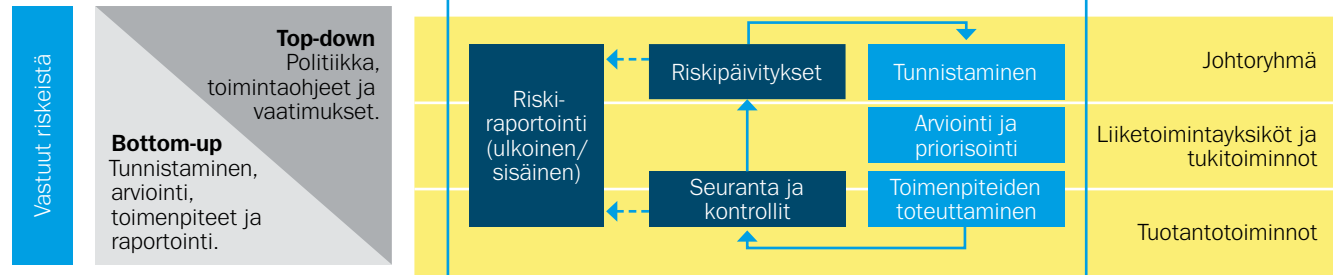 Vastuut riskeistä
Top-down
Politiikka,
toimintaohjeet ja
vaatimukset.
Bottom-up
Tunnistaminen,
arviointi,
toimenpiteet ja
raportointi.
Riski-
raportointi
(ulkoinen/
sisäinen)
Riskipäivitykset
Seuranta ja
kontrollit
Tunnistaminen
Arviointi ja
priorisointi
Toimenpiteiden
toteuttaminen
Johtoryhmä
Liiketoimintayksiköt ja
tukitoiminnot
Tuotantotoiminnot